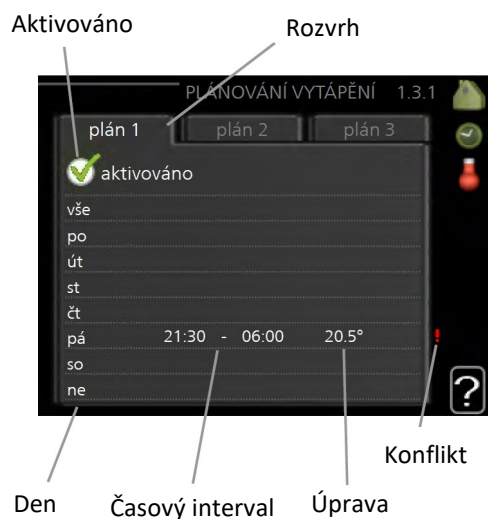 Aktivováno
Rozvrh
PLÁNOVÁNÍ VYTÁPĚNÍ 1.3.1
plán 1 plán 2 plán 3
aktivováno
vše
po
út
st
čt
pá 21:30 - 06:00 20.5° !
so
ne
?
Konflikt
Den Časový interval Úprava